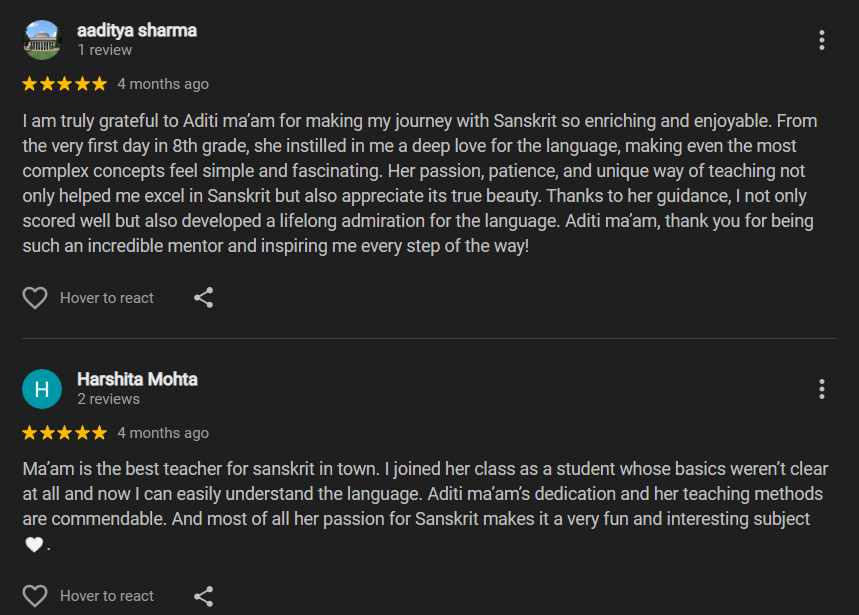 aaditya sharma
1 review
4 months ago
I am truly grateful to Aditi ma’am for making my journey with Sanskrit so enriching and enjoyable. From
the very first day in 8th grade, she instilled in me a deep love for the language, making even the most
complex concepts feel simple and fascinating. Her passion, patience, and unique way of teaching not
only helped me excel in Sanskrit but also appreciate its true beauty. Thanks to her guidance, I not only
scored well but also developed a lifelong admiration for the language. Aditi ma’am, thank you for being
such an incredible mentor and inspiring me every step of the way!
Hover to react
H
Harshita Mohta
2 reviews
4 months ago
Ma’am is the best teacher for sanskrit in town. I joined her class as a student whose basics weren’t clear
at all and now I can easily understand the language. Aditi ma’am’s dedication and her teaching methods
are commendable. And most of all her passion for Sanskrit makes it a very fun and interesting subject
🤍.
Hover to react